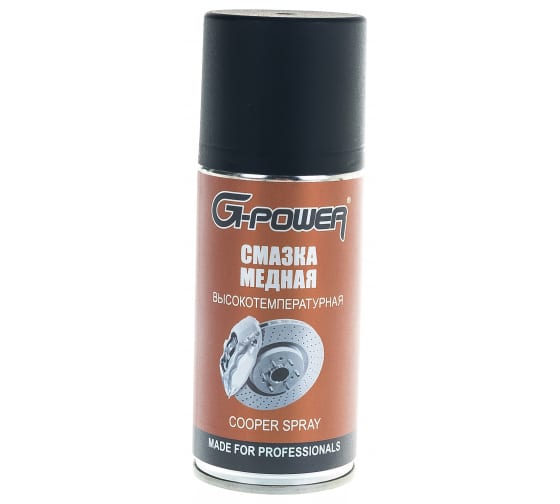 G-POWER®
СМАЗКА
МЕДНАЯ
ВЫСОКОТЕМПЕРАТУРНАЯ
COOPER SPRAY
MADE FOR PROFESSIONALS